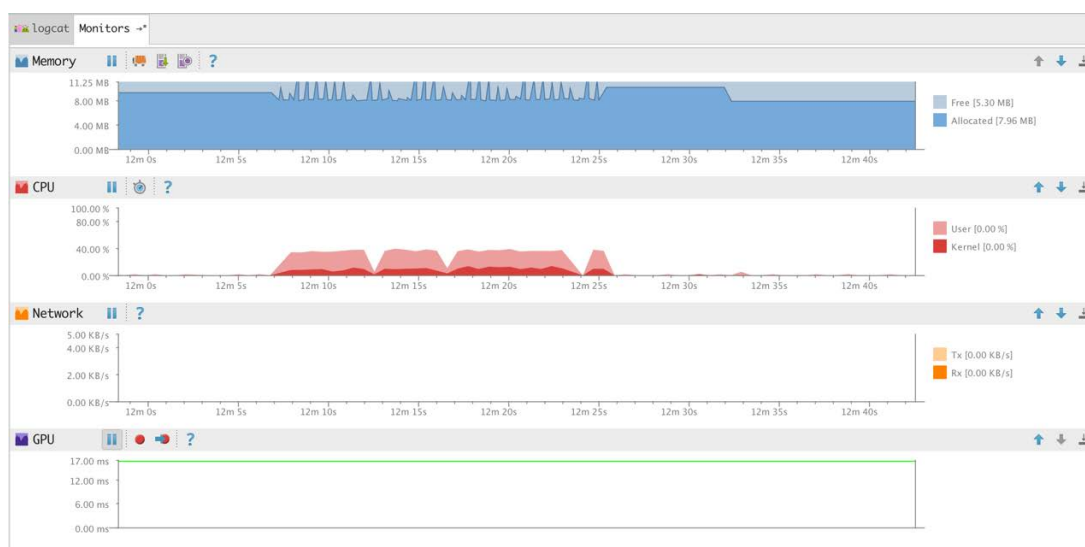 logcat Monitors →"
Memory ?
11.25 MB
8.00 MB
4.00 MB
0.00 MB
Free [5.30 MB]
Allocated [7.96 MB]
12m 0s 12m 5s 12m 10s 12m 15s 12m 20s 12m 25s 12m 30s 12m 35s 12m 40s
CPU ?
100.00 %
80.00 %
40.00 %
0.00 %
User [0.00 %]
Kernel [0.00 %]
12m 0s 12m 5s 12m 10s 12m 15s 12m 20s 12m 25s 12m 30s 12m 35s 12m 40s
Network ?
5.00 KB/s
4.00 KB/s
2.00 KB/s
0.00 KB/s
Tx [0.00 KB/s]
Rx [0.00 KB/s]
12m 0s 12m 5s 12m 10s 12m 15s 12m 20s 12m 25s 12m 30s 12m 35s 12m 40s
GPU ?
17.00 ms
12.00 ms
6.00 ms
0.00 ms